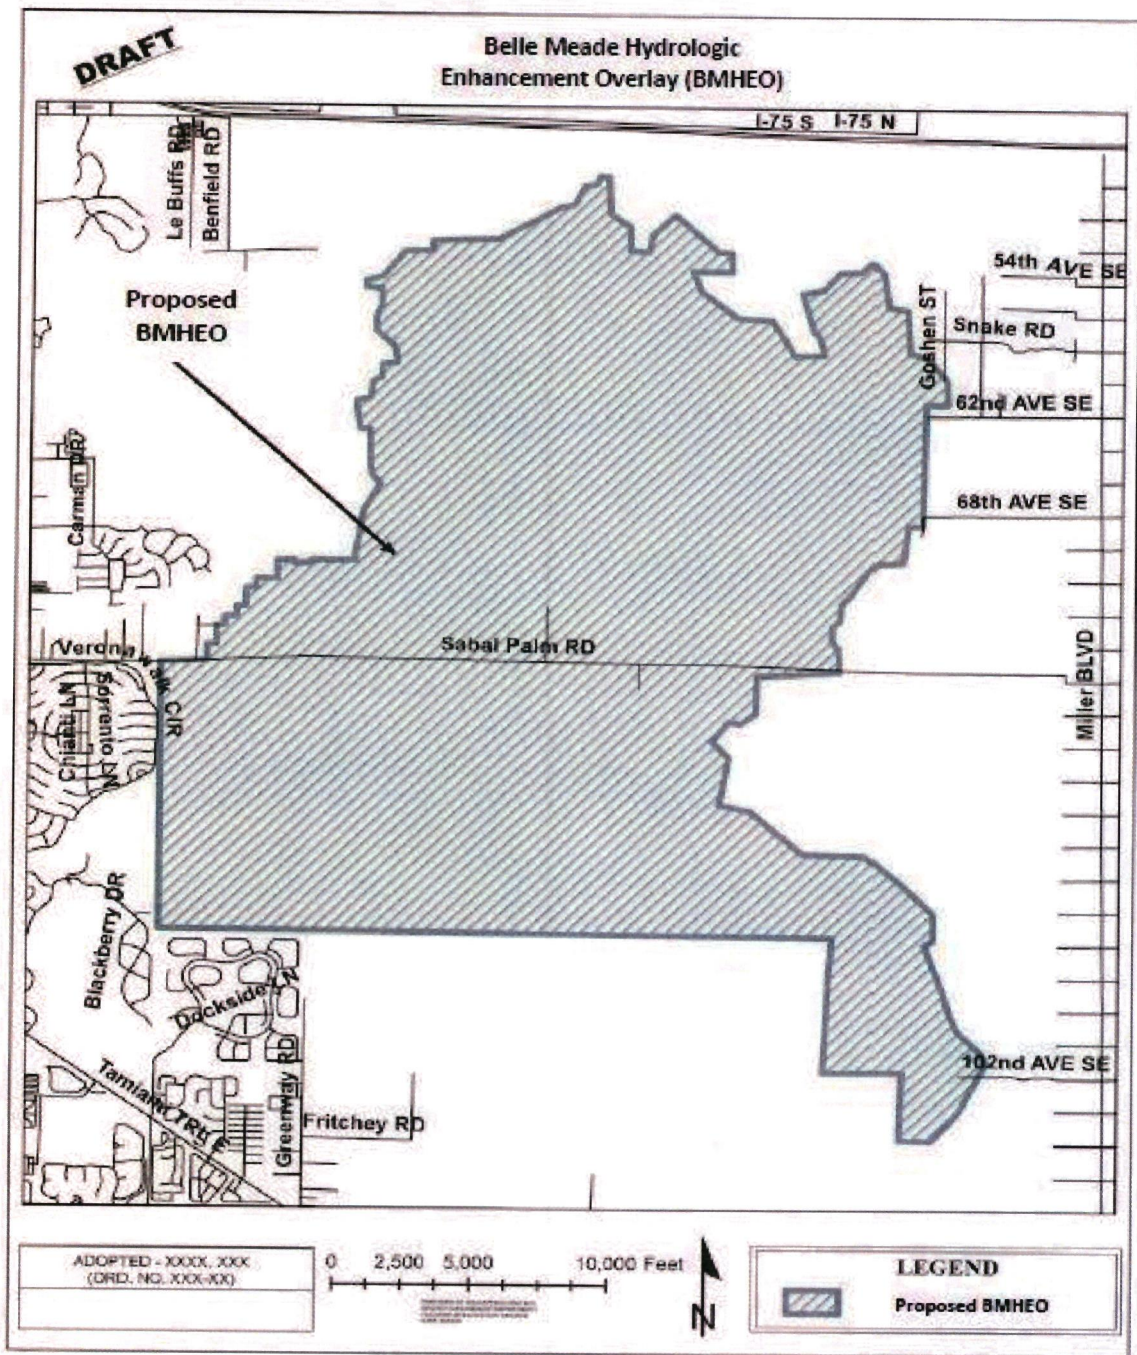 DRAFT
Belle Meade Hydrologic
Enhancement Overlay (BMHEO)
I-75 S I-75 N
Le Buffs RD
Benfield RD
54th AVE SE
Proposed
BMHEO
Goshen ST
Snake RD
62nd AVE SE
Carman DR
68th AVE SE
Verona Walk CIR
Sabal Palm RD
Miller BLVD
Chianti LN
Sorrento LN
Blackberry DR
Dockside LN
102nd AVE SE
Tamiami TRL E
Greenway RD
Fritchey RD
ADOPTED - XXXX, XXX
(ORD. NO. XXX-XX)
0 2,500 5,000 10,000 Feet
N
LEGEND
Proposed BMHEO